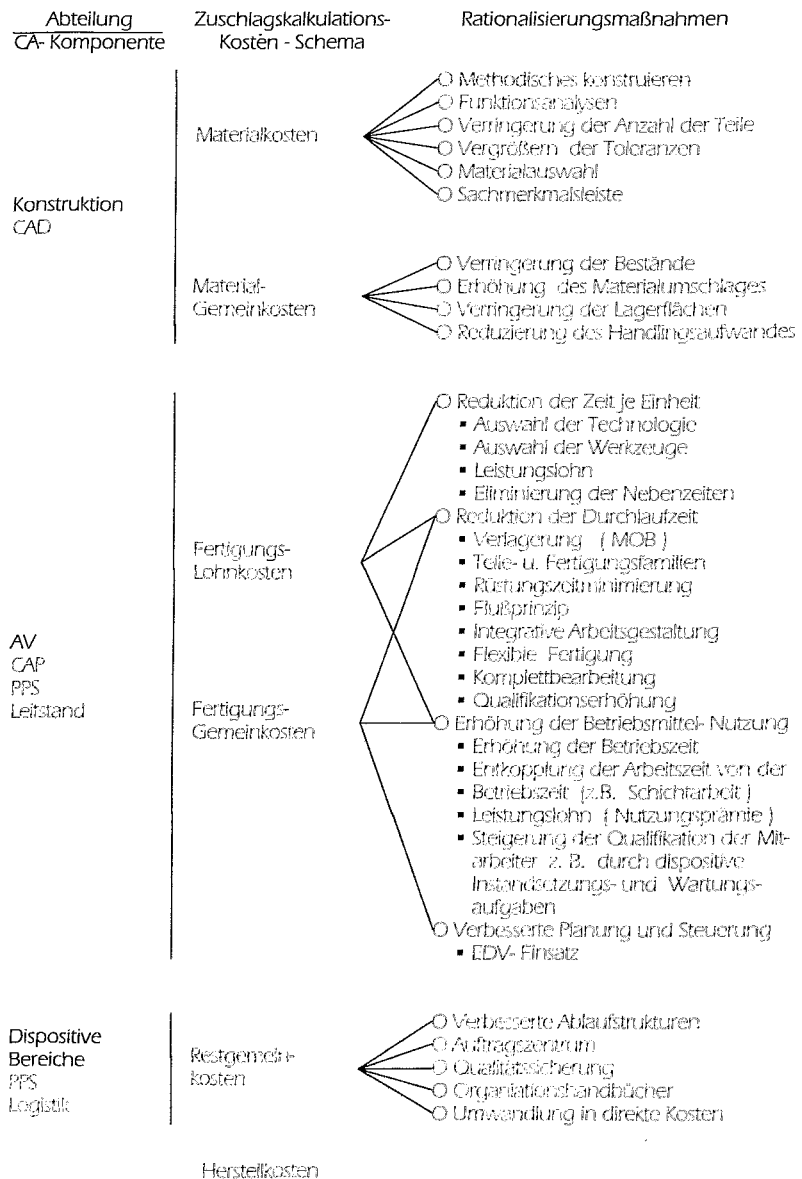 Abteilung
CA- Komponente
Zuschlagskalkulations-
Kosten - Schema
Rationalisierungsmaßnahmen
Konstruktion
CAD
Materialkosten
O Methodisches konstruieren
O Funktionsanalysen
O Verringerung der Anzahl der Teile
O Vergrößern der Toleranzen
O Materialauswahl
O Sachmerkmalsleiste
Material-
Gemeinkosten
O Verringerung der Bestände
O Erhöhung des Materialumschlages
O Verringerung der Lagerflächen
O Reduzierung des Handlingsaufwandes
AV
CAP
PPS
Leitstand
Fertigungs-
Lohnkosten
Fertigungs-
Gemeinkosten
O Reduktion der Zeit je Einheit
▪ Auswahl der Technologie
▪ Auswahl der Werkzeuge
▪ Leistungslohn
▪ Eliminierung der Nebenzeiten
O Reduktion der Durchlaufzeit
▪ Verlagerung ( MOB )
▪ Teile- u. Fertigungsfamilien
▪ Rüstungszeitminimierung
▪ Flußprinzip
▪ Integrative Arbeitsgestaltung
▪ Flexible Fertigung
▪ Komplettbearbeitung
▪ Qualifikationserhöhung
O Erhöhung der Betriebsmittel- Nutzung
▪ Erhöhung der Betriebszeit
▪ Entkopplung der Arbeitszeit von der
▪ Betriebszeit (z.B. Schichtarbeit )
▪ Leistungslohn ( Nutzungsprämie )
▪ Steigerung der Qualifikation der Mit-
arbeiter z. B. durch dispositive
Instandsetzungs- und Wartungs-
aufgaben
O Verbesserte Planung und Steuerung
▪ EDV- Einsatz
Dispositive
Bereiche
PPS
Logistik
Restgemein-
kosten
O Verbesserte Ablaufstrukturen
O Auftragszentrum
O Qualitätssicherung
O Organiationshandbücher
O Umwandlung in direkte Kosten
Herstellkosten